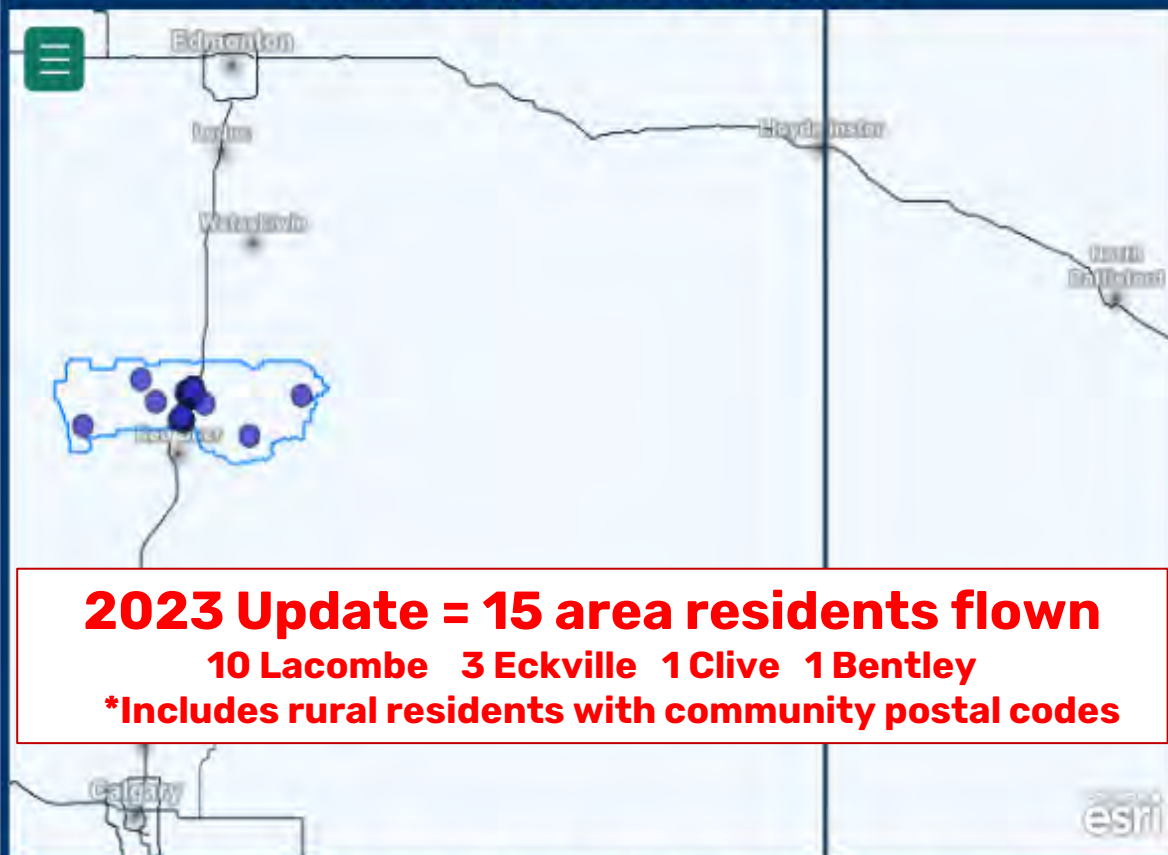 Edmonton
Leduc
Lloydminster
Wetaskiwin
North
Battleford
Red Deer
2023 Update = 15 area residents flown
10 Lacombe 3 Eckville 1 Clive 1 Bentley
*Includes rural residents with community postal codes
Calgary
esri